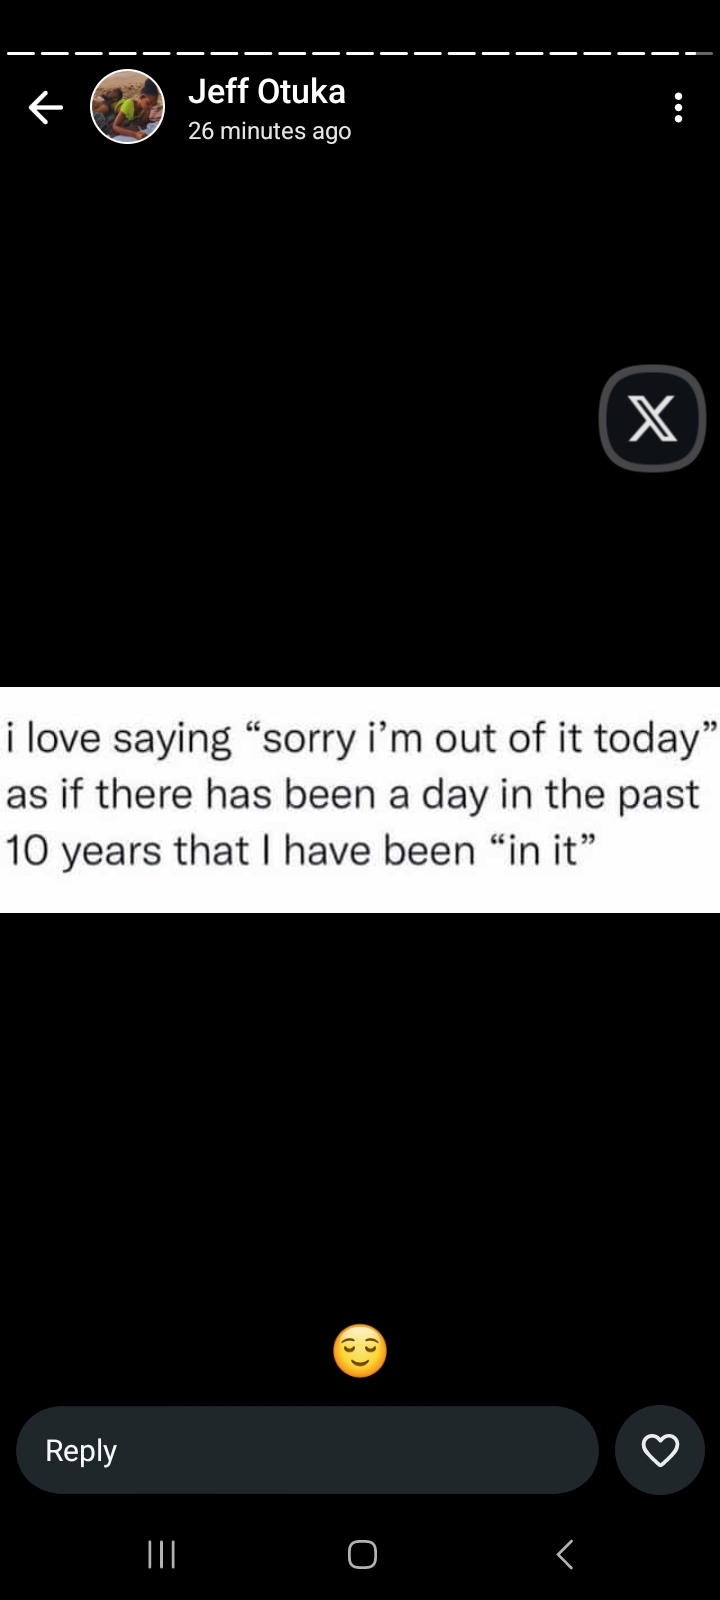 Jeff Otuka
26 minutes ago
i love saying “sorry i’m out of it today”
as if there has been a day in the past
10 years that I have been “in it”
Reply